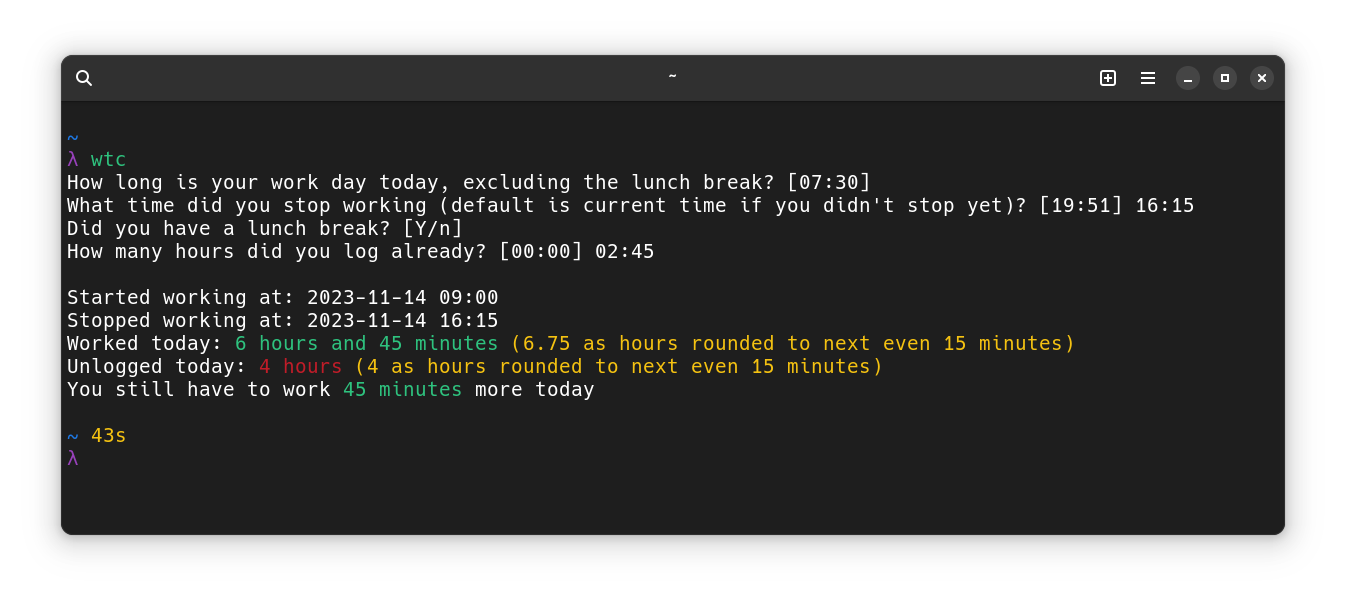 ~
~
λ wtc
How long is your work day today, excluding the lunch break? [07:30]
What time did you stop working (default is current time if you didn't stop yet)? [19:51] 16:15
Did you have a lunch break? [Y/n]
How many hours did you log already? [00:00] 02:45
Started working at: 2023-11-14 09:00
Stopped working at: 2023-11-14 16:15
Worked today: 6 hours and 45 minutes (6.75 as hours rounded to next even 15 minutes)
Unlogged today: 4 hours (4 as hours rounded to next even 15 minutes)
You still have to work 45 minutes more today
~ 43s
λ